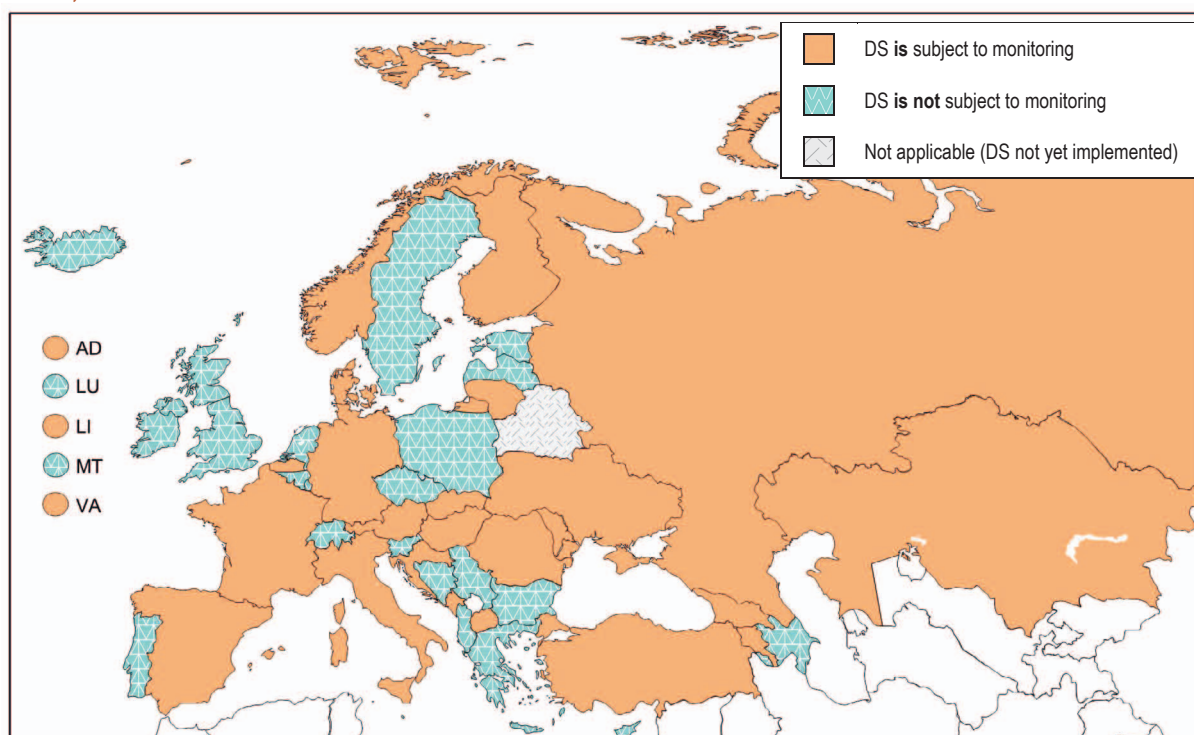 DS is subject to monitoring
DS is not subject to monitoring
Not applicable (DS not yet implemented)
AD
LU
LI
MT
VA